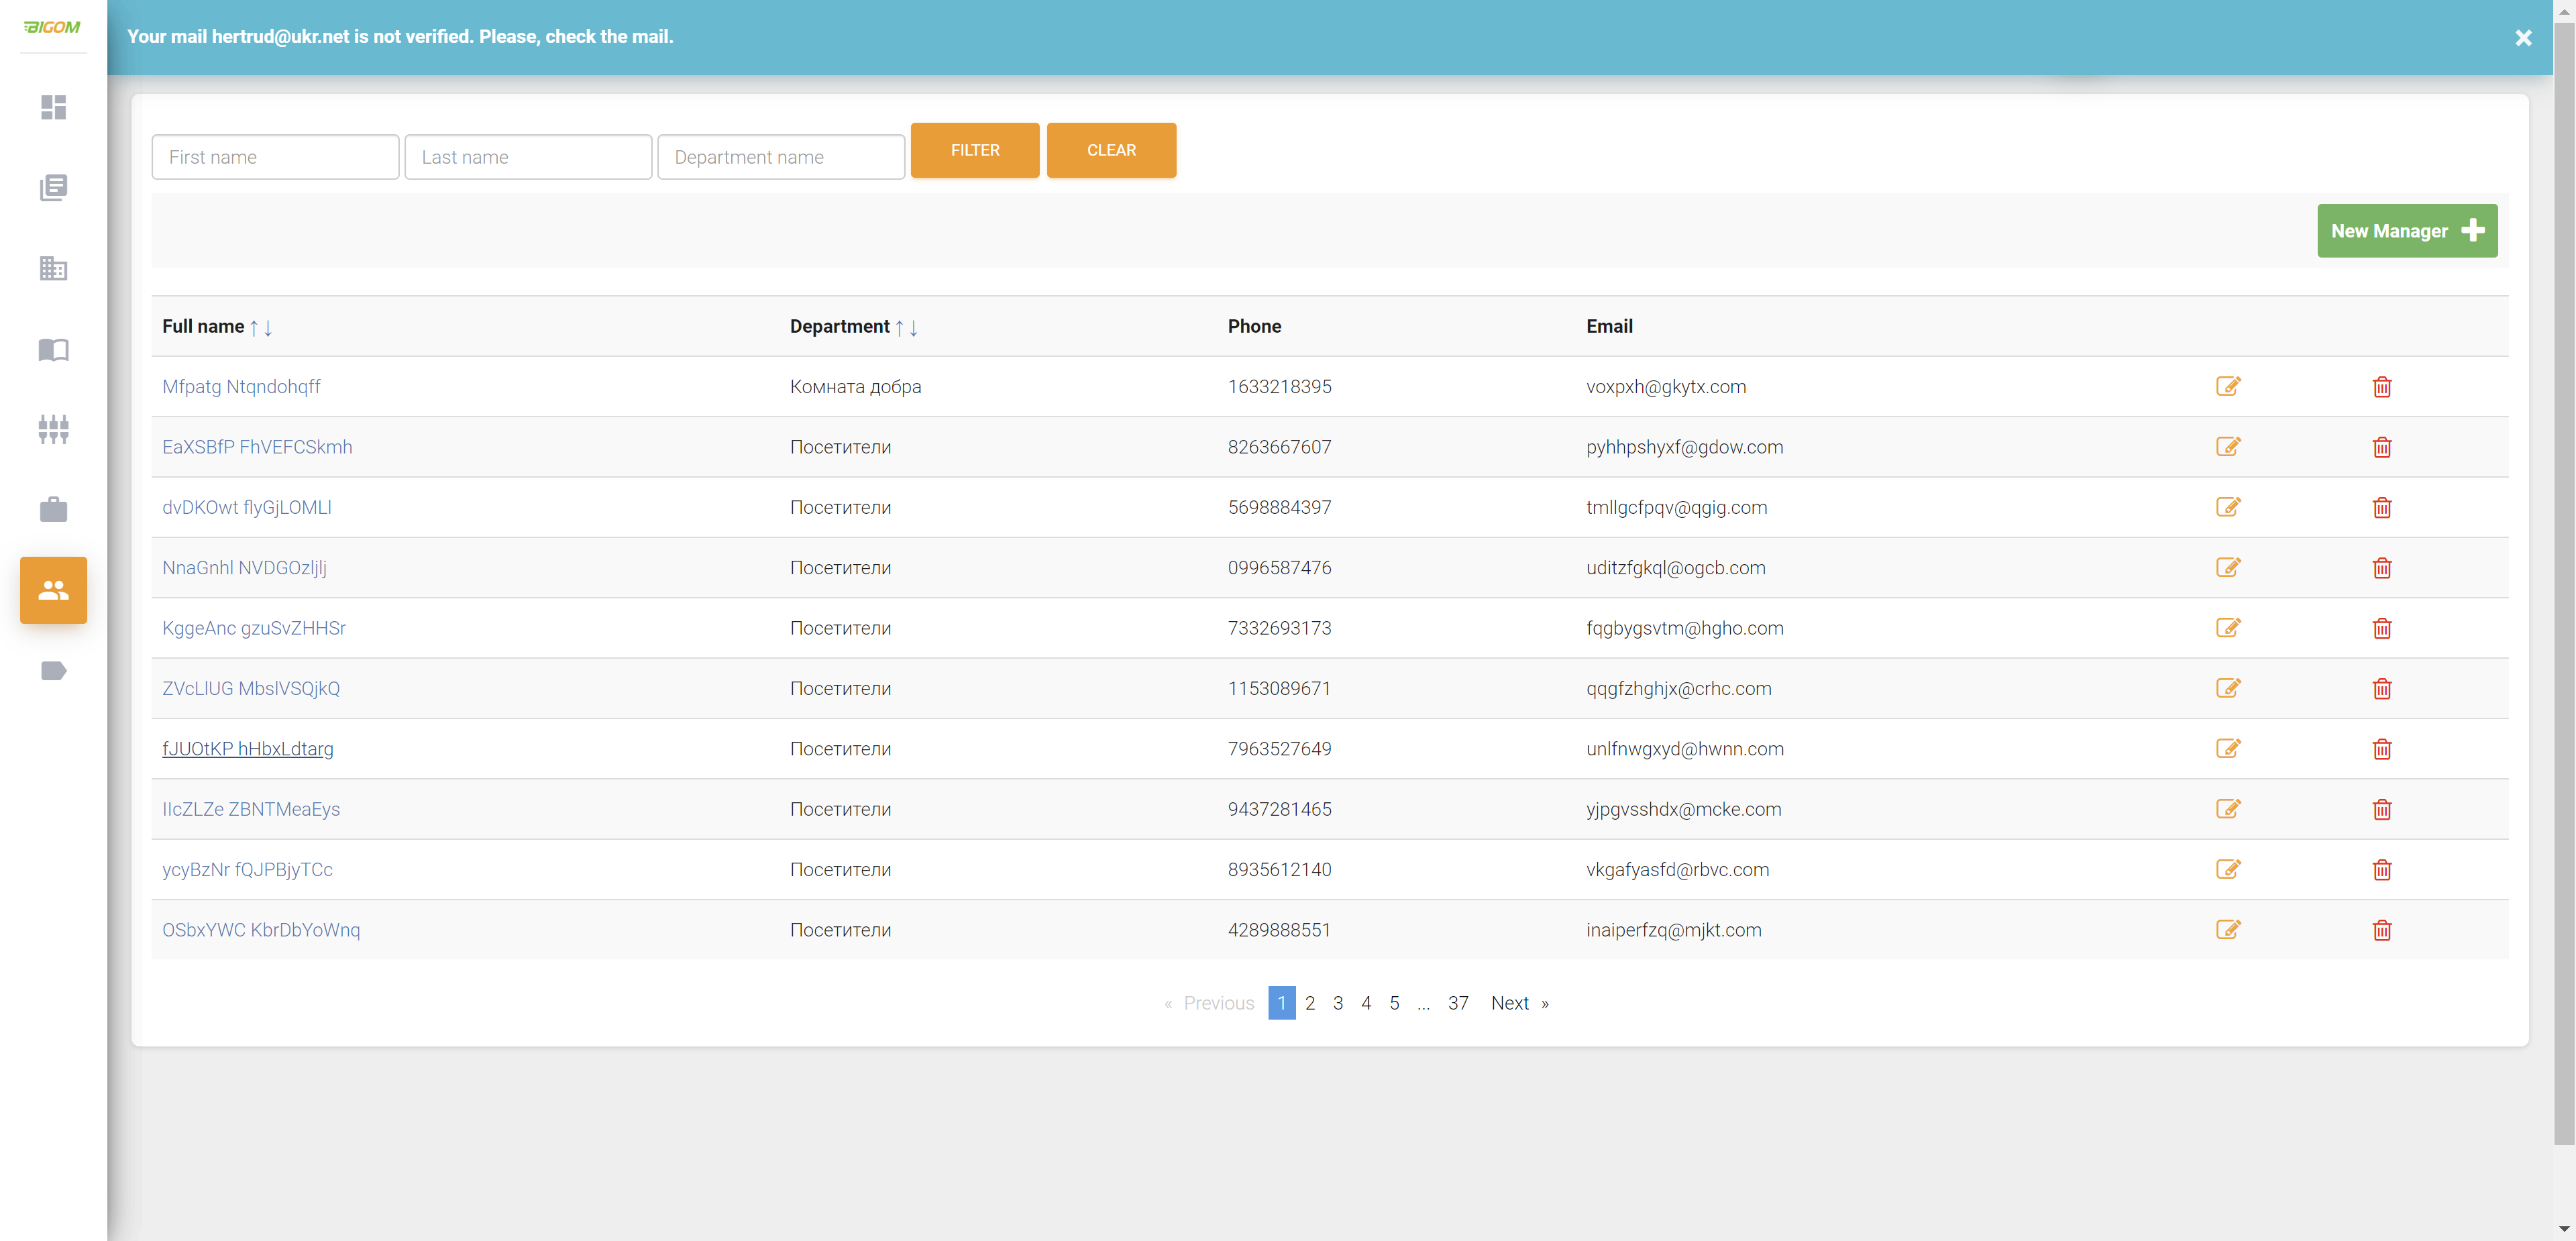 BIGOM
Your mail hertrud@ukr.net is not verified. Please, check the mail.
×
First name Last name Department name FILTER CLEAR
New Manager
Full name ↑↓ Department ↑↓ Phone Email
Mfpatg Ntqndohqff Комната добра 1633218395 voxpxh@gkytx.com
EaXSBfP FhVEFCSkmh Посетители 8263667607 pyhhpshyxf@gdow.com
dvDKOwt flyGjLOMLl Посетители 5698884397 tmllgcfpqv@qgig.com
NnaGnhl NVDGOzljlj Посетители 0996587476 uditzfgkql@ogcb.com
KggeAnc gzuSvZHHSr Посетители 7332693173 fqgbygsvtm@hgho.com
ZVcLlUG MbslVSQjkQ Посетители 1153089671 qqgfzhghjx@crhc.com
fJUOtKP hHbxLdtarg Посетители 7963527649 unlfnwgxyd@hwnn.com
IIcZLZe ZBNTMeaEys Посетители 9437281465 yjpgvsshdx@mcke.com
ycyBzNr fQJPBjyTCc Посетители 8935612140 vkgafyasfd@rbvc.com
OSbxYWC KbrDbYoWnq Посетители 4289888551 inaiperfzq@mjkt.com
« Previous 1 2 3 4 5 ... 37 Next »